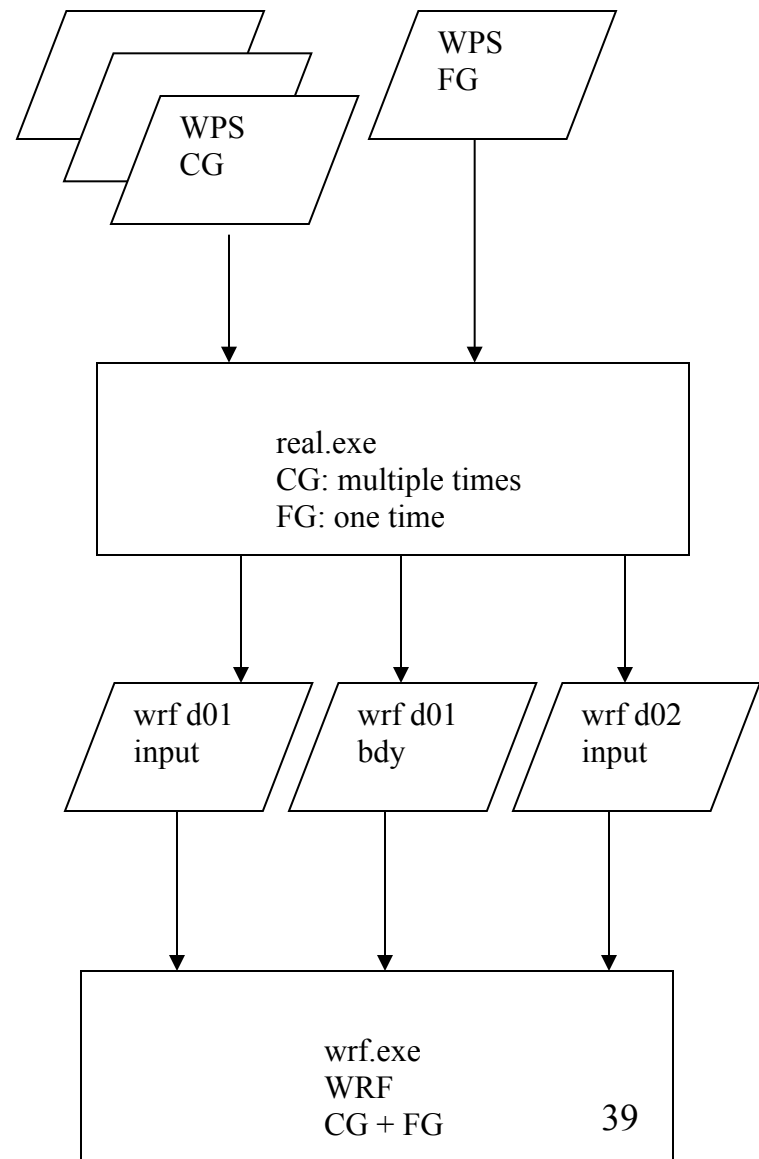 WPS
CG
WPS
FG
real.exe
CG: multiple times
FG: one time
wrf d01
input
wrf d01
bdy
wrf d02
input
wrf.exe
WRF
CG + FG
39